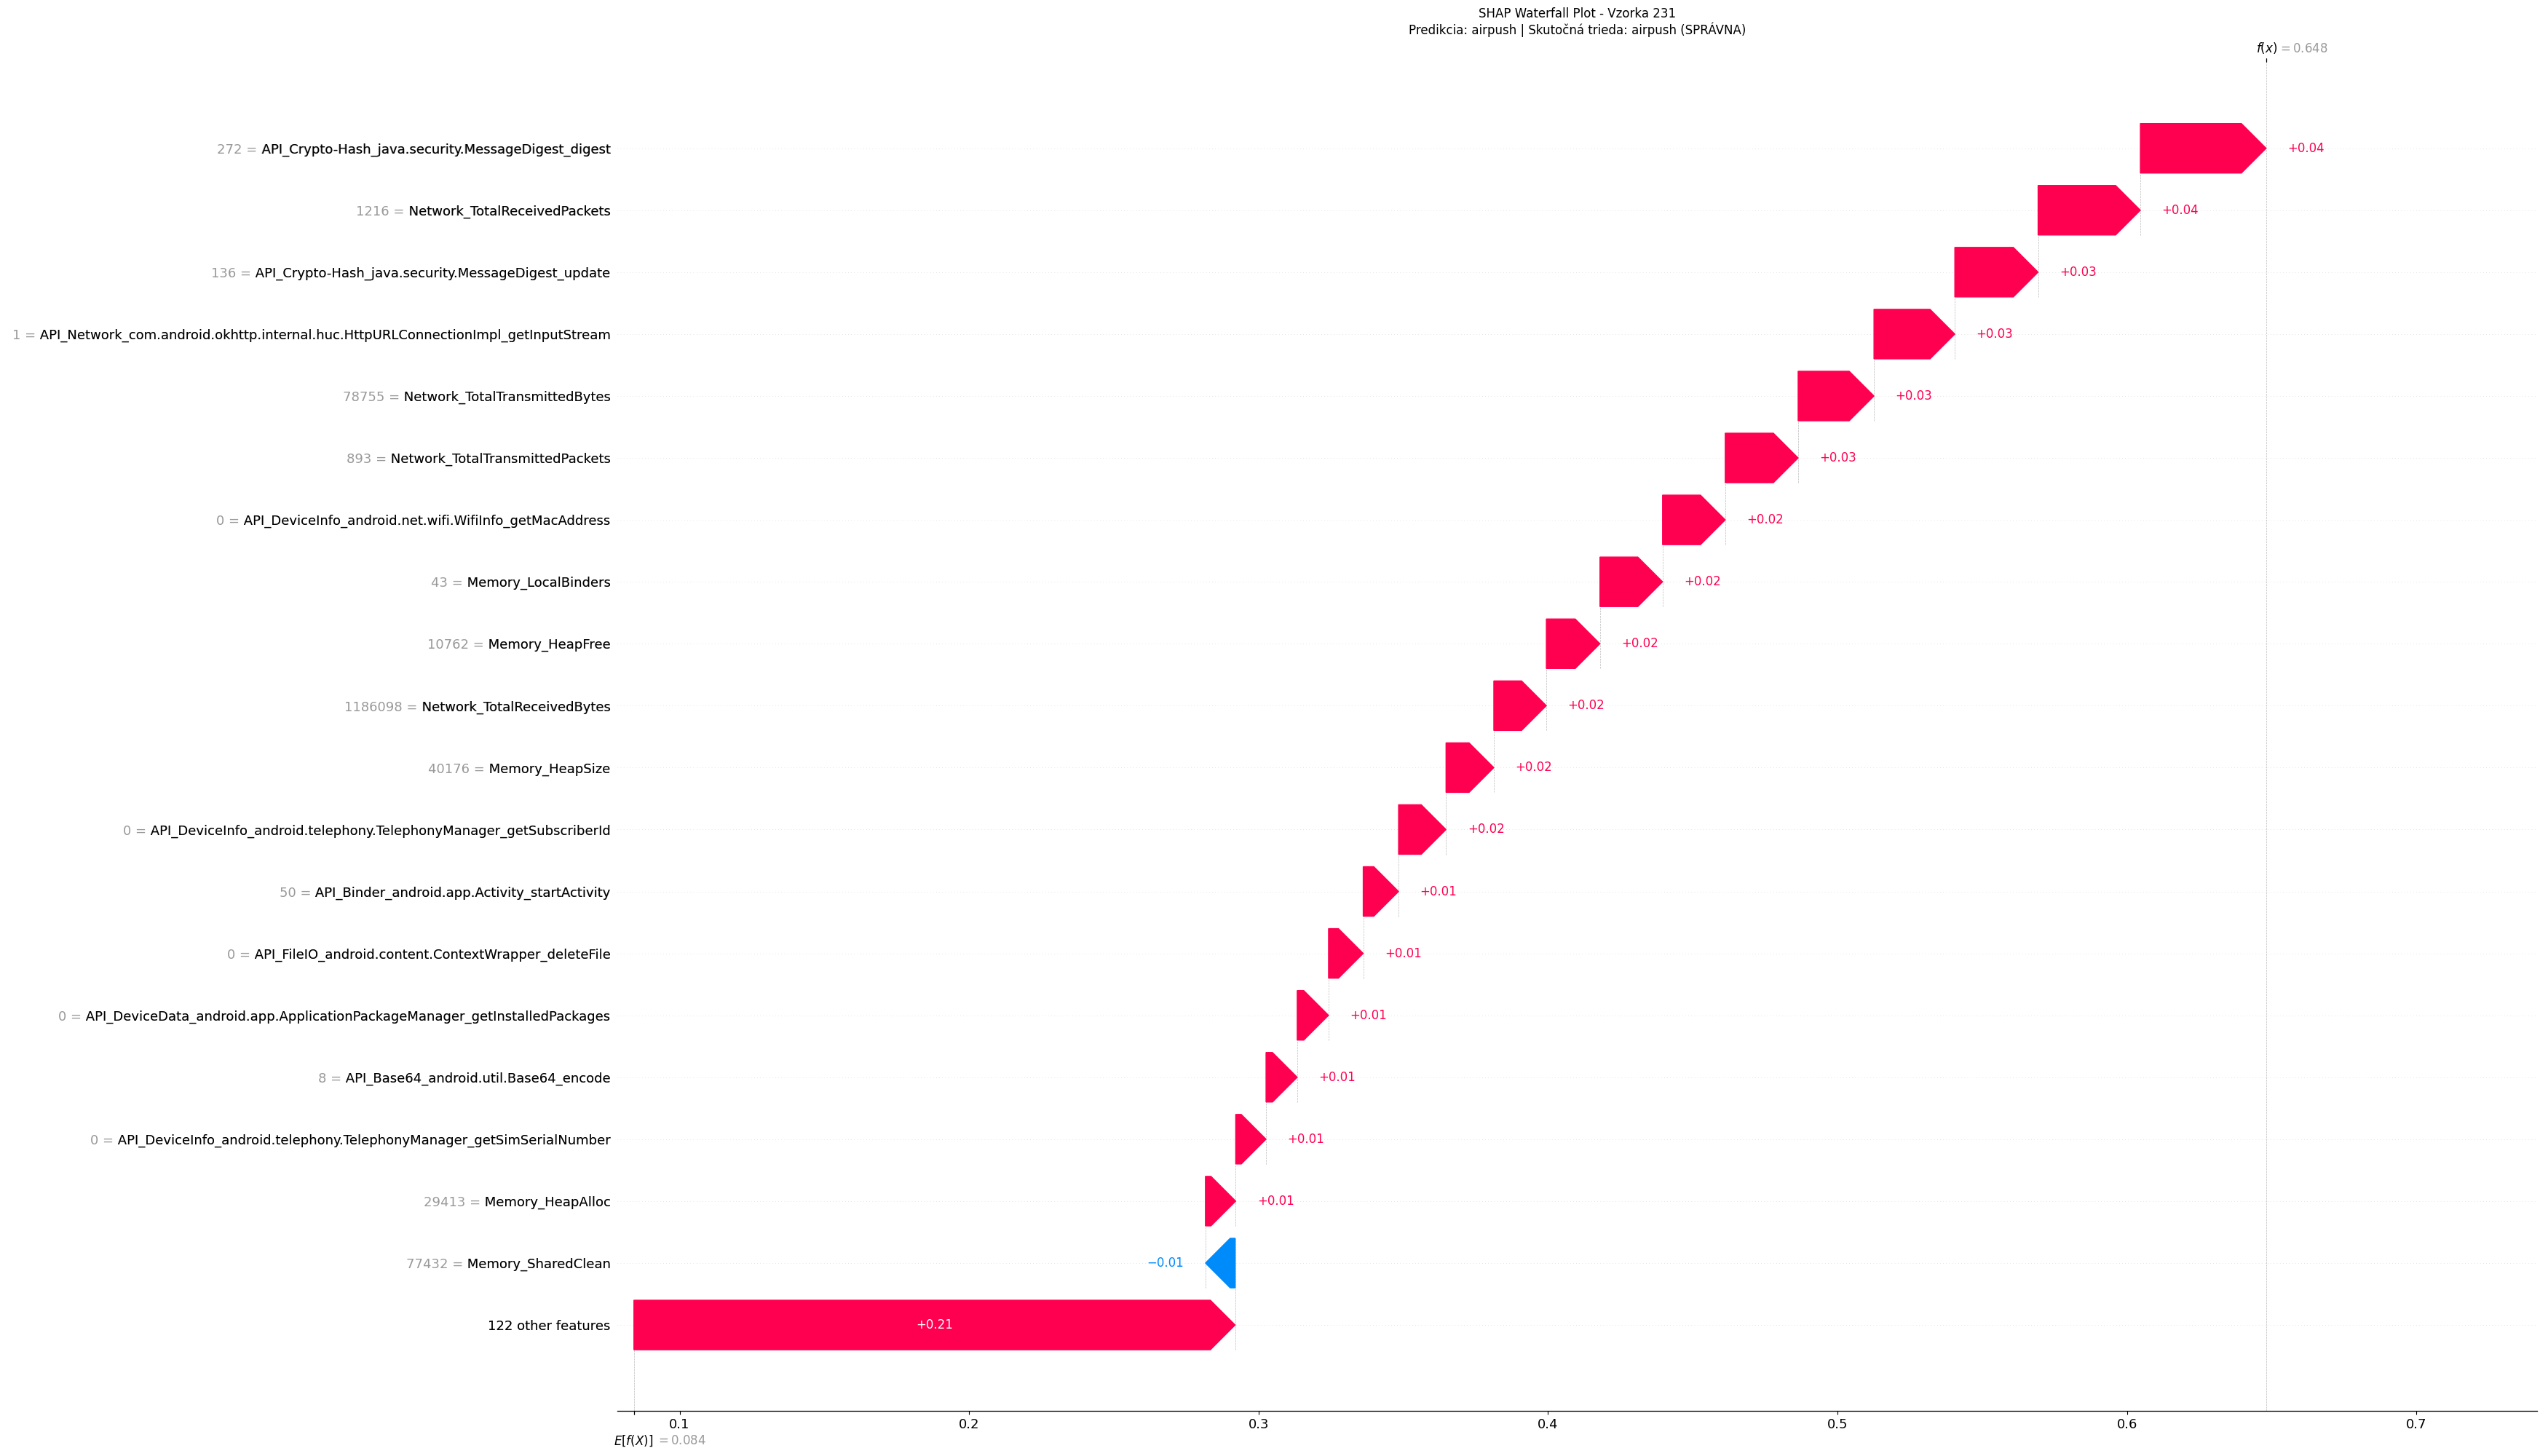 SHAP Waterfall Plot - Vzorka 231
Predikcia: airpush | Skutočná trieda: airpush (SPRÁVNA)
f(x) = 0.648
272 = API_Crypto-Hash_java.security.MessageDigest_digest +0.04
1216 = Network_TotalReceivedPackets +0.04
136 = API_Crypto-Hash_java.security.MessageDigest_update +0.03
1 = API_Network_com.android.okhttp.internal.huc.HttpURLConnectionImpl_getInputStream +0.03
78755 = Network_TotalTransmittedBytes +0.03
893 = Network_TotalTransmittedPackets +0.03
0 = API_DeviceInfo_android.net.wifi.WifiInfo_getMacAddress +0.02
43 = Memory_LocalBinders +0.02
10762 = Memory_HeapFree +0.02
1186098 = Network_TotalReceivedBytes +0.02
40176 = Memory_HeapSize +0.02
0 = API_DeviceInfo_android.telephony.TelephonyManager_getSubscriberId +0.02
50 = API_Binder_android.app.Activity_startActivity +0.01
0 = API_FileIO_android.content.ContextWrapper_deleteFile +0.01
0 = API_DeviceData_android.app.ApplicationPackageManager_getInstalledPackages +0.01
8 = API_Base64_android.util.Base64_encode +0.01
0 = API_DeviceInfo_android.telephony.TelephonyManager_getSimSerialNumber +0.01
29413 = Memory_HeapAlloc +0.01
77432 = Memory_SharedClean −0.01
122 other features +0.21
0.1 0.2 0.3 0.4 0.5 0.6 0.7
E[f(X)] = 0.084